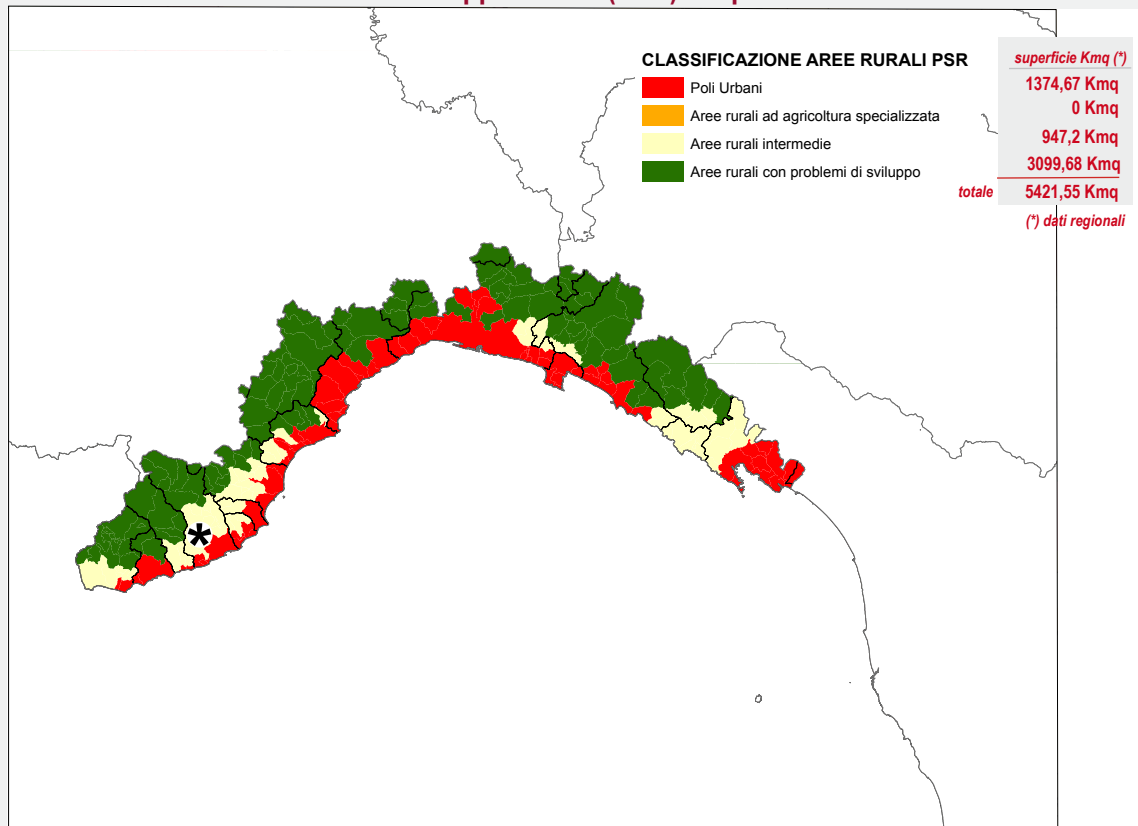 CLASSIFICAZIONE AREE RURALI PSR
superficie Kmq (*)
Poli Urbani
1374,67 Kmq
Aree rurali ad agricoltura specializzata
0 Kmq
Aree rurali intermedie
947,2 Kmq
Aree rurali con problemi di sviluppo
3099,68 Kmq
totale
5421,55 Kmq
(*) dati regionali
*